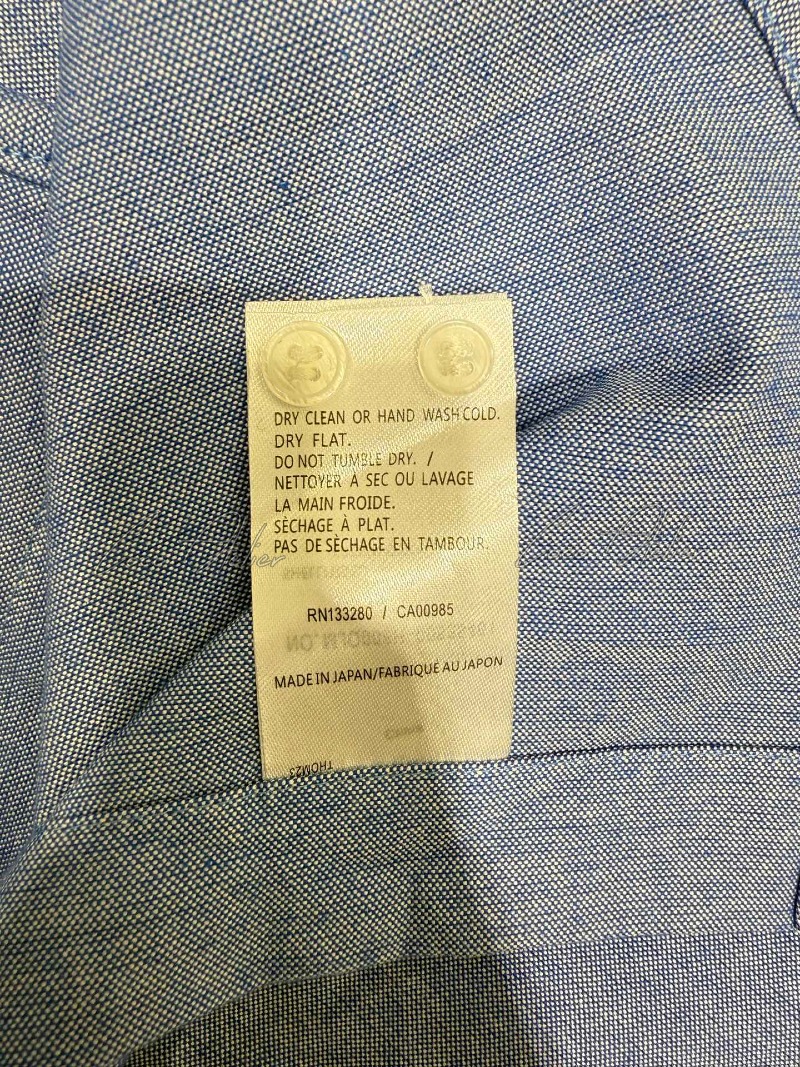 DRY CLEAN OR HAND WASH COLD.
DRY FLAT.
DO NOT TUMBLE DRY. /
NETTOYER A SEC OU LAVAGE
LA MAIN FROIDE.
SÈCHAGE À PLAT.
PAS DE SÈCHAGE EN TAMBOUR.
RN133280 / CA00985
MADE IN JAPAN/FABRIQUE AU JAPON
THOM23